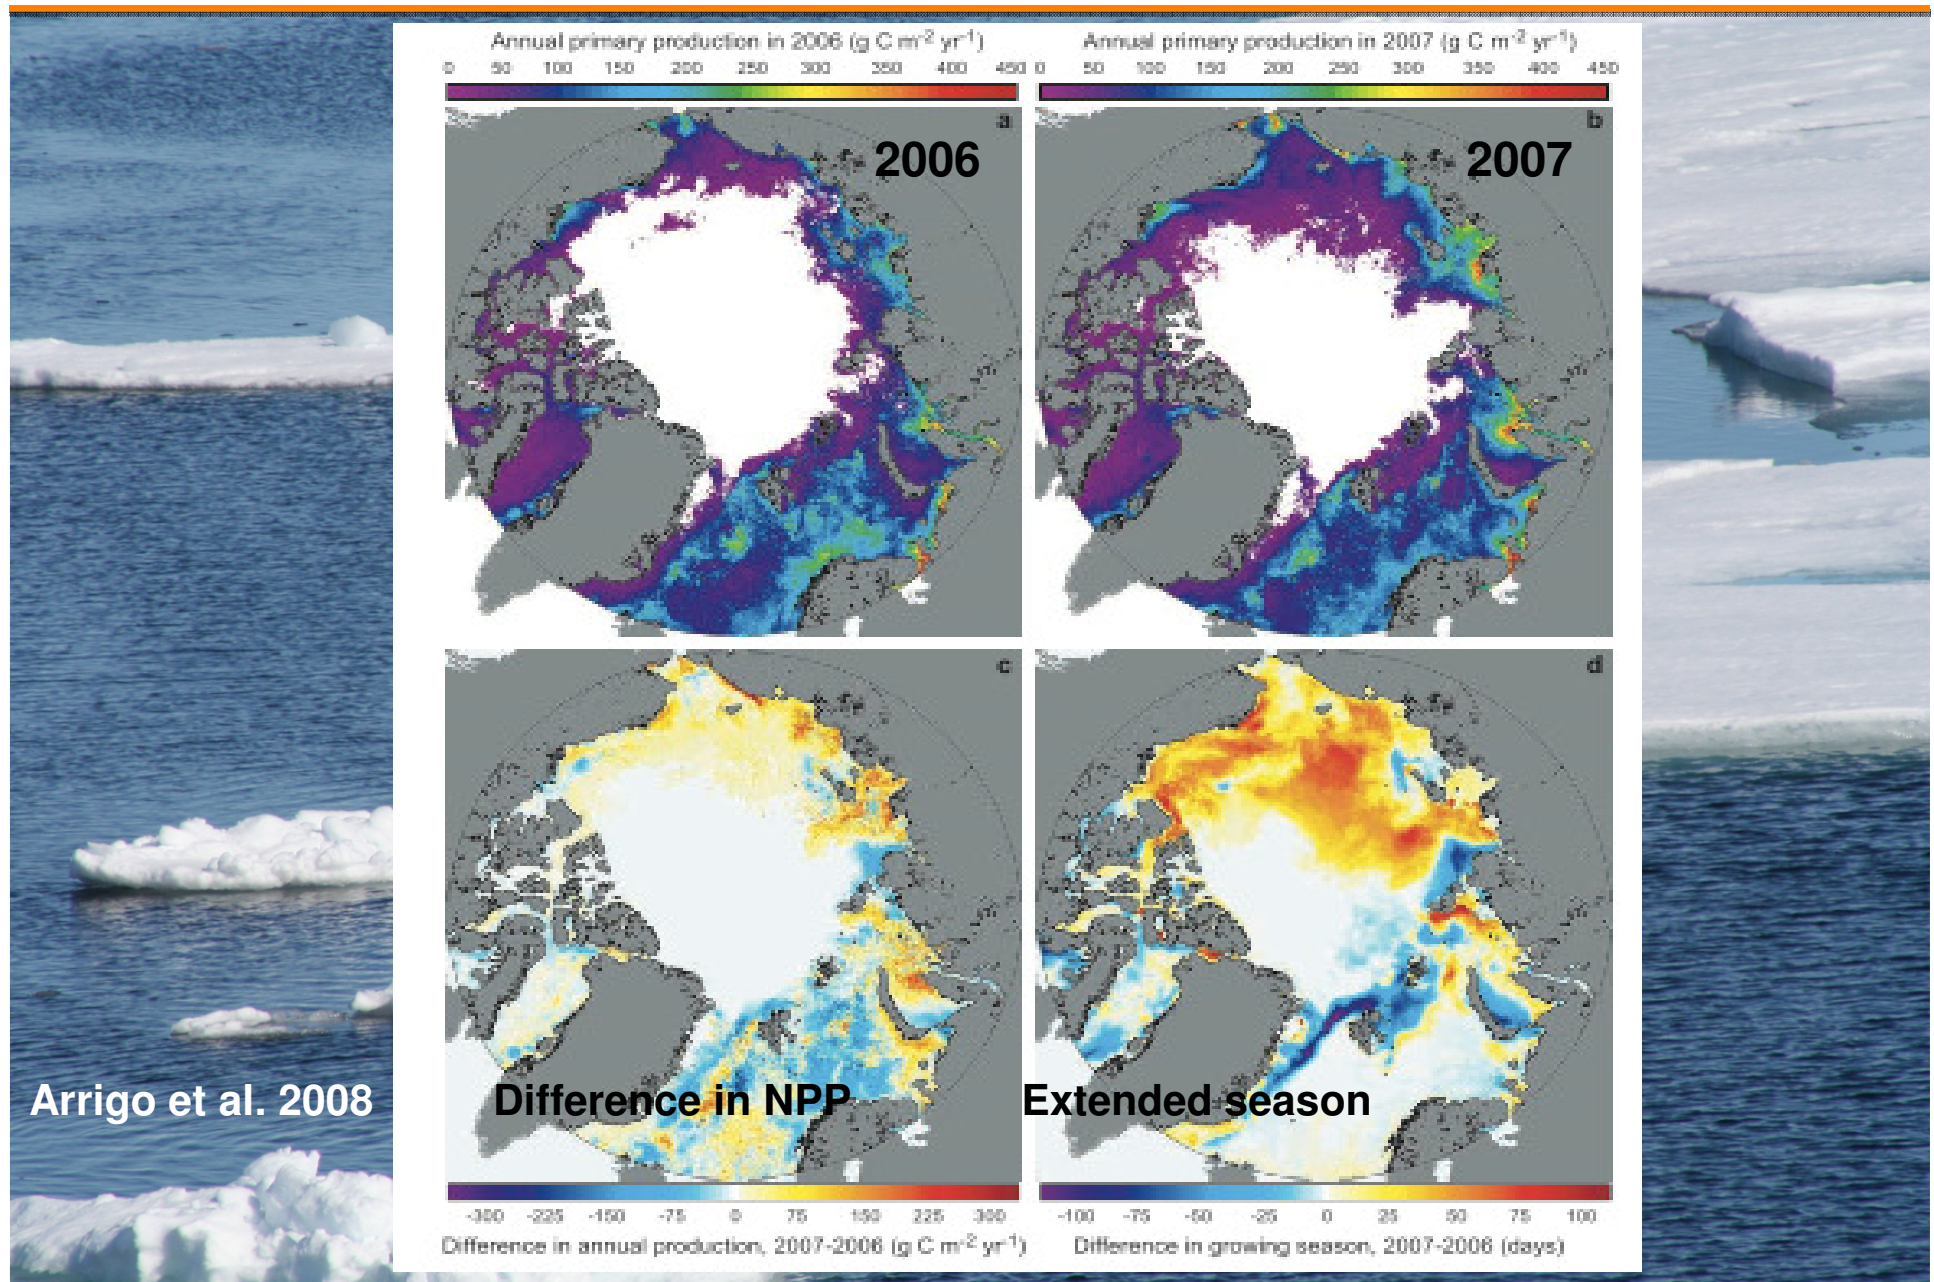 Annual primary production in 2006 (g C m⁻² yr⁻¹)
0 50 100 150 200 250 300 350 400 450
a
2006
Annual primary production in 2007 (g C m⁻² yr⁻¹)
0 50 100 150 200 250 300 350 400 450
b
2007
c
d
Arrigo et al. 2008
Difference in NPP
Extended season
-300 -225 -150 -75 0 75 150 225 300
Difference in annual production, 2007-2006 (g C m⁻² yr⁻¹)
-100 -75 -50 -25 0 25 50 75 100
Difference in growing season, 2007-2006 (days)